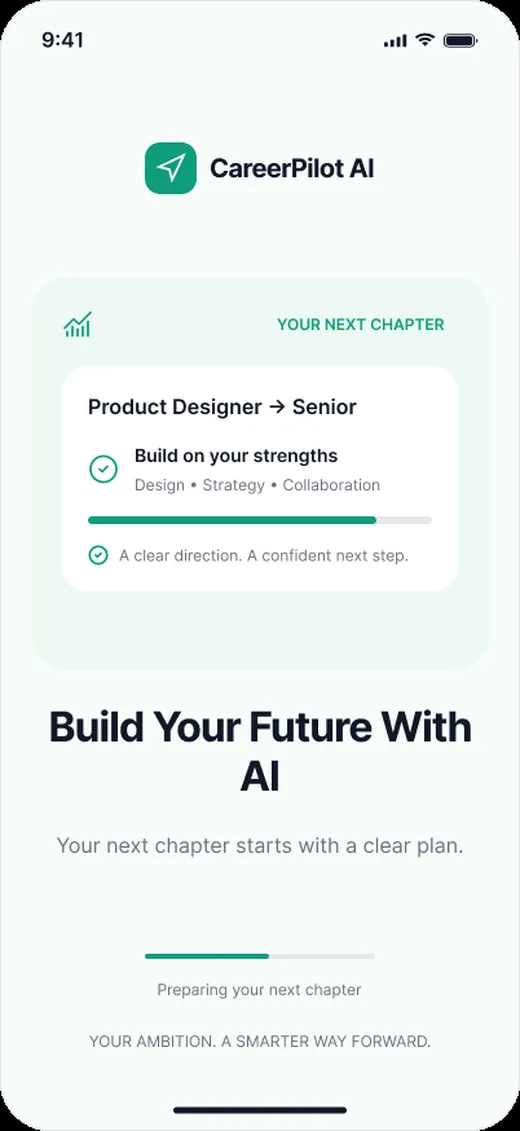 9:41
CareerPilot AI
YOUR NEXT CHAPTER
Product Designer → Senior
Build on your strengths
Design • Strategy • Collaboration
A clear direction. A confident next step.
Build Your Future With
AI
Your next chapter starts with a clear plan.
Preparing your next chapter
YOUR AMBITION. A SMARTER WAY FORWARD.